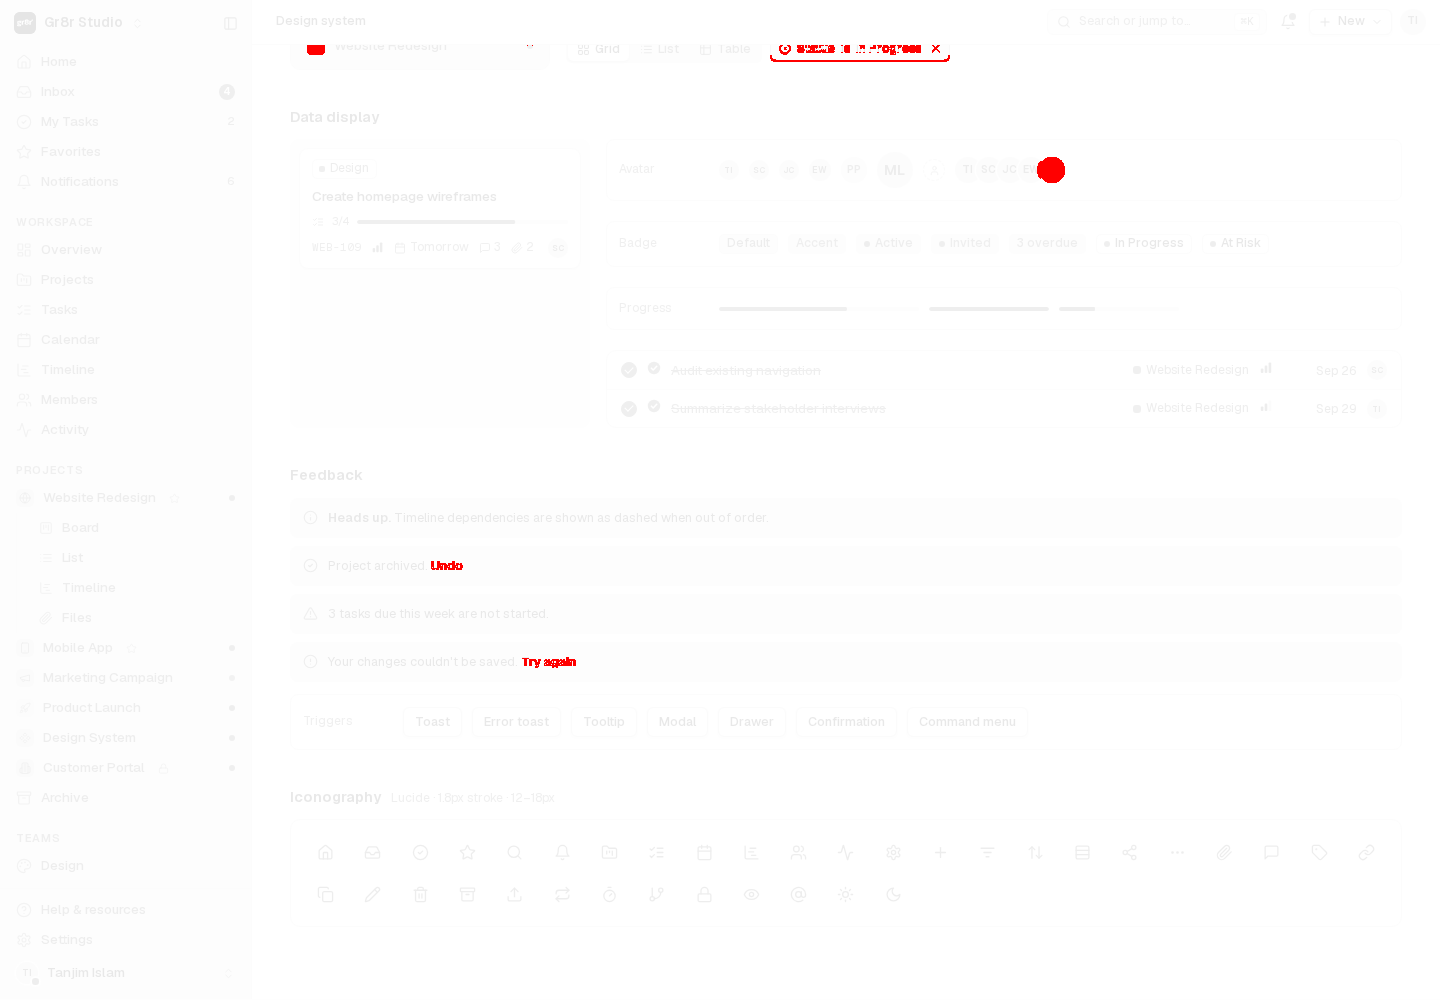 gr8r Gr8r Studio
Design system
Search or jump to...
⌘K
New
TI
Home
Inbox 4
My Tasks 2
Favorites
Notifications 6
WORKSPACE
Overview
Projects
Tasks
Calendar
Timeline
Members
Activity
PROJECTS
Website Redesign
Board
List
Timeline
Files
Mobile App
Marketing Campaign
Product Launch
Design System
Customer Portal
Archive
TEAMS
Design
Help & resources
Settings
TI Tanjim Islam
Website Redesign
Grid List Table
Data display
Design
Create homepage wireframes
3/4
WEB-109 Tomorrow 3 2 SC
Avatar TI SC JC EW PP ML TI SC JC EW
Badge Default Accent Active Invited 3 overdue In Progress At Risk
Progress
Audit existing navigation Website Redesign Sep 26 SC
Summarize stakeholder interviews Website Redesign Sep 29 TI
Feedback
Heads up. Timeline dependencies are shown as dashed when out of order.
Project archived. Undo
3 tasks due this week are not started.
Your changes couldn't be saved. Try again
Triggers Toast Error toast Tooltip Modal Drawer Confirmation Command menu
Iconography Lucide · 1.8px stroke · 12–18px